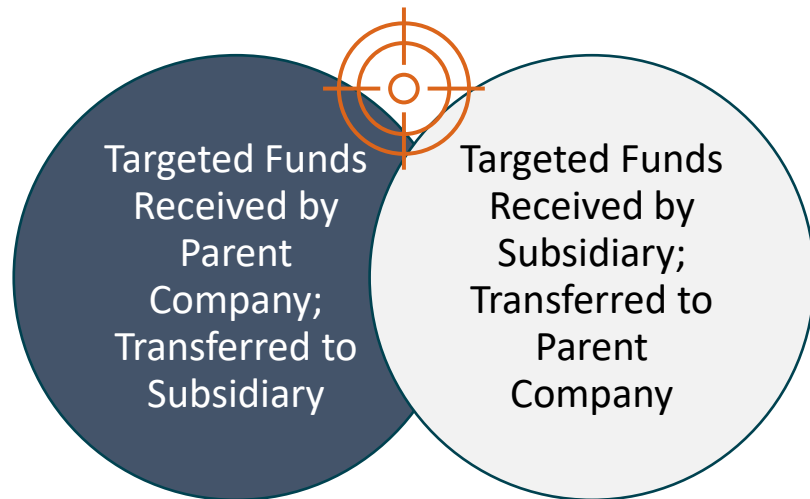 Targeted Funds
Received by
Parent
Company;
Transferred to
Subsidiary
Targeted Funds
Received by
Subsidiary;
Transferred to
Parent
Company